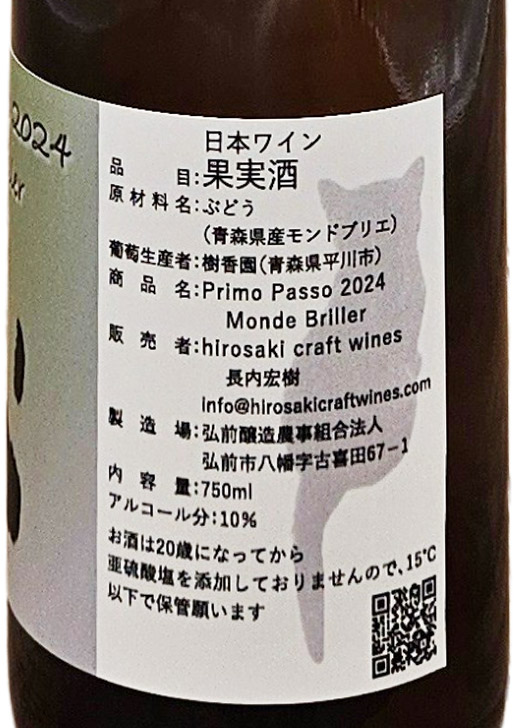 2024
日本ワイン
品 目:果実酒
原材料名:ぶどう
(青森県産モンドブリエ)
葡萄生産者:樹香園(青森県平川市)
商 品 名:Primo Passo 2024
Monde Briller
販 売 者:hirosaki craft wines
長内宏樹
info@hirosakicraftwines.com
製 造 場:弘前醸造農事組合法人
弘前市八幡字古喜田67-1
内 容 量:750ml
アルコール分:10%
お酒は20歳になってから
亜硫酸塩を添加しておりませんので、15℃
以下で保管願います